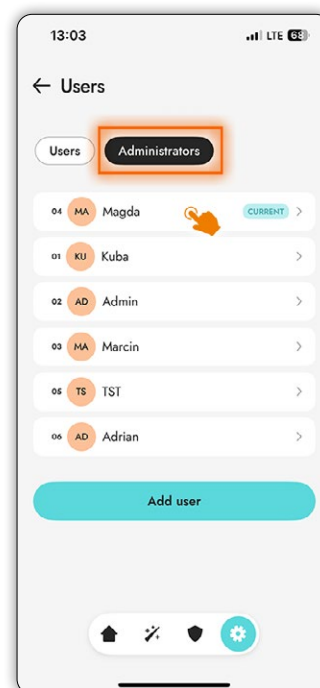 13:03 LTE 68
← Users
Users Administrators
04 MA Magda CURRENT >
01 KU Kuba >
02 AD Admin >
03 MA Marcin >
05 TS TST >
06 AD Adrian >
Add user